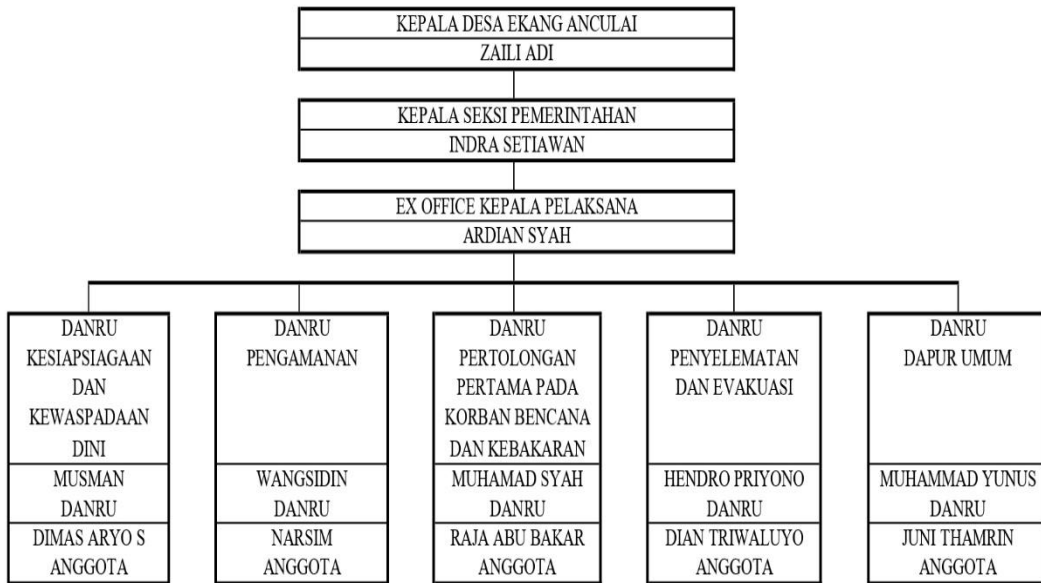 KEPALA DESA EKANG ANCULAI
ZAILI ADI
KEPALA SEKSI PEMERINTAHAN
INDRA SETIAWAN
EX OFFICE KEPALA PELAKSANA
ARDIAN SYAH
DANRU
KESIAPSIAGAAN
DAN
KEWASPADAAN
DINI
MUSMAN
DANRU
DIMAS ARYO S
ANGGOTA
DANRU
PENGAMANAN
WANGSIDIN
DANRU
NARSIM
ANGGOTA
DANRU
PERTOLONGAN
PERTAMA PADA
KORBAN BENCANA
DAN KEBAKARAN
MUHAMAD SYAH
DANRU
RAJA ABU BAKAR
ANGGOTA
DANRU
PENYELEMATAN
DAN EVAKUASI
HENDRO PRIYONO
DANRU
DIAN TRIWALUYO
ANGGOTA
DANRU
DAPUR UMUM
MUHAMMAD YUNUS
DANRU
JUNI THAMRIN
ANGGOTA